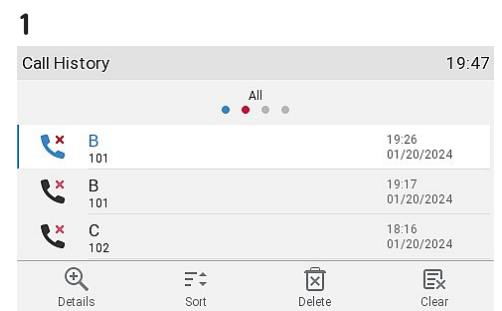 1
Call History 19:47
All
B 19:26
101 01/20/2024
B 19:17
101 01/20/2024
C 18:16
102 01/20/2024
Details Sort Delete Clear